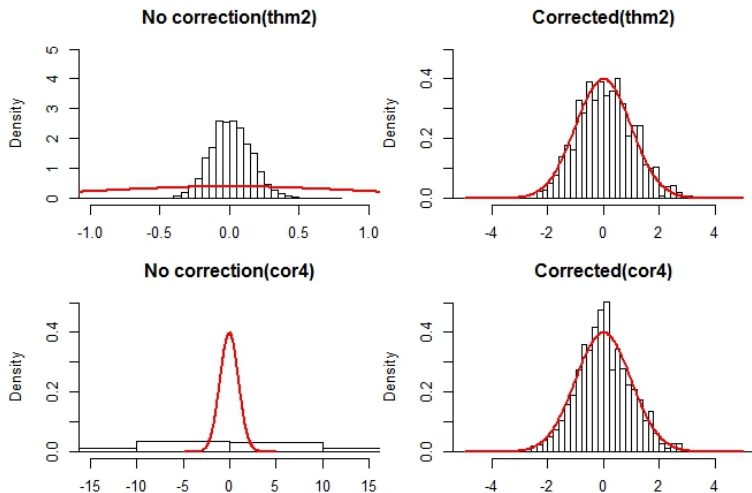 No correction(thm2)
Density
5
4
3
2
1
0
-1.0 -0.5 0.0 0.5 1.0
Corrected(thm2)
Density
0.4
0.2
0.0
-4 -2 0 2 4
No correction(cor4)
Density
0.4
0.2
0.0
-15 -10 -5 0 5 10 15
Corrected(cor4)
Density
0.4
0.2
0.0
-4 -2 0 2 4